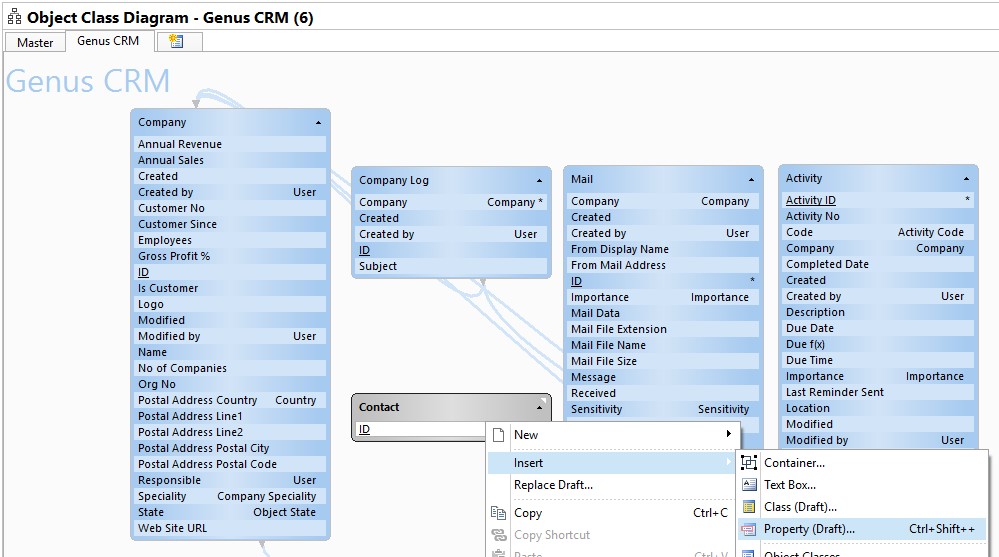 Object Class Diagram - Genus CRM (6)
Master
Genus CRM
Genus CRM
Company
Annual Revenue
Annual Sales
Created
Created by User
Customer No
Customer Since
Employees
Gross Profit %
ID
Is Customer
Logo
Modified
Modified by User
Name
No of Companies
Org No
Postal Address Country Country
Postal Address Line1
Postal Address Line2
Postal Address Postal City
Postal Address Postal Code
Responsible User
Speciality Company Speciality
State Object State
Web Site URL
Company Log
Company Company *
Created
Created by User
ID
Subject
Contact
ID
Mail
Company Company
Created
Created by User
From Display Name
From Mail Address
ID *
Importance Importance
Mail Data
Mail File Extension
Mail File Name
Mail File Size
Message
Received
Sensitivity Sensitivity
Activity
Activity ID *
Activity No
Code Activity Code
Company Company
Completed Date
Created
Created by User
Description
Due Date
Due f(x)
Due Time
Importance Importance
Last Reminder Sent
Location
Modified
Modified by User
New
Insert
Replace Draft...
Copy Ctrl+C
Copy Shortcut
Paste Ctrl+V
Container...
Text Box...
Class (Draft)...
Property (Draft)... Ctrl+Shift++
Object Classes